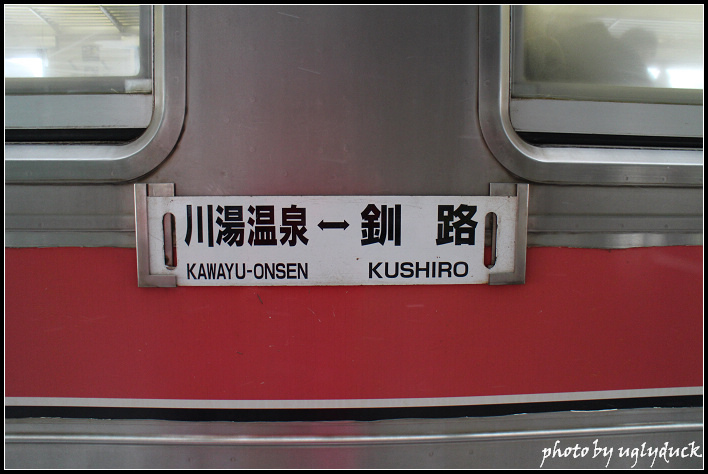 川湯温泉↔釧 路
KAWAYU-ONSEN KUSHIRO
photo by uglyduck